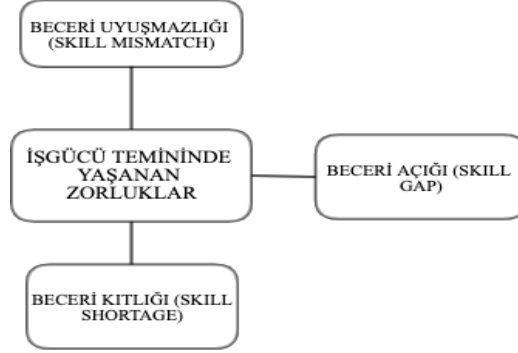 BECERİ UYUŞMAZLIĞI
(SKILL MISMATCH)
İŞGÜCÜ TEMİNİNDE
YAŞANAN
ZORLUKLAR
BECERİ AÇIĞI (SKILL
GAP)
BECERİ KITLIĞI (SKILL
SHORTAGE)